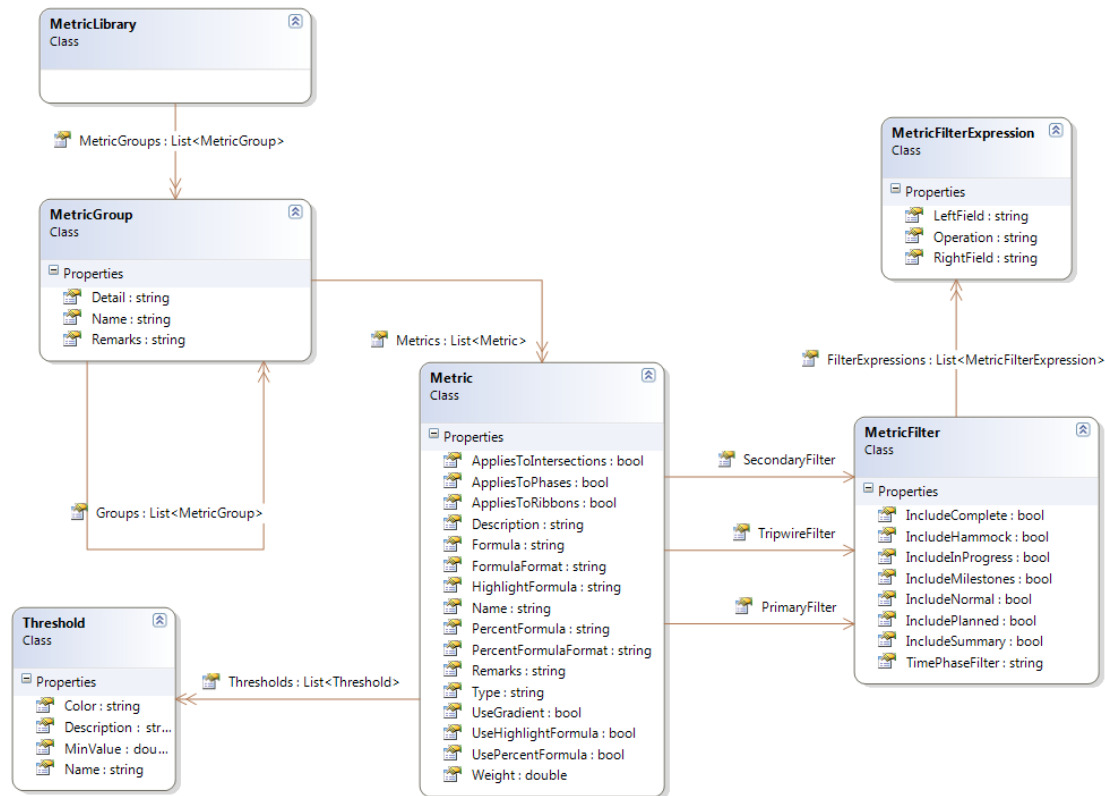 MetricLibrary
Class
MetricGroups : List<MetricGroup>
MetricGroup
Class
Properties
Detail : string
Name : string
Remarks : string
Groups : List<MetricGroup>
Metrics : List<Metric>
Metric
Class
Properties
AppliesToIntersections : bool
AppliesToPhases : bool
AppliesToRibbons : bool
Description : string
Formula : string
FormulaFormat : string
HighlightFormula : string
Name : string
PercentFormula : string
PercentFormulaFormat : string
Remarks : string
Type : string
UseGradient : bool
UseHighlightFormula : bool
UsePercentFormula : bool
Weight : double
Thresholds : List<Threshold>
Threshold
Class
Properties
Color : string
Description : str...
MinValue : dou...
Name : string
SecondaryFilter
TripwireFilter
PrimaryFilter
MetricFilterExpression
Class
Properties
LeftField : string
Operation : string
RightField : string
FilterExpressions : List<MetricFilterExpression>
MetricFilter
Class
Properties
IncludeComplete : bool
IncludeHammock : bool
IncludeInProgress : bool
IncludeMilestones : bool
IncludeNormal : bool
IncludePlanned : bool
IncludeSummary : bool
TimePhaseFilter : string